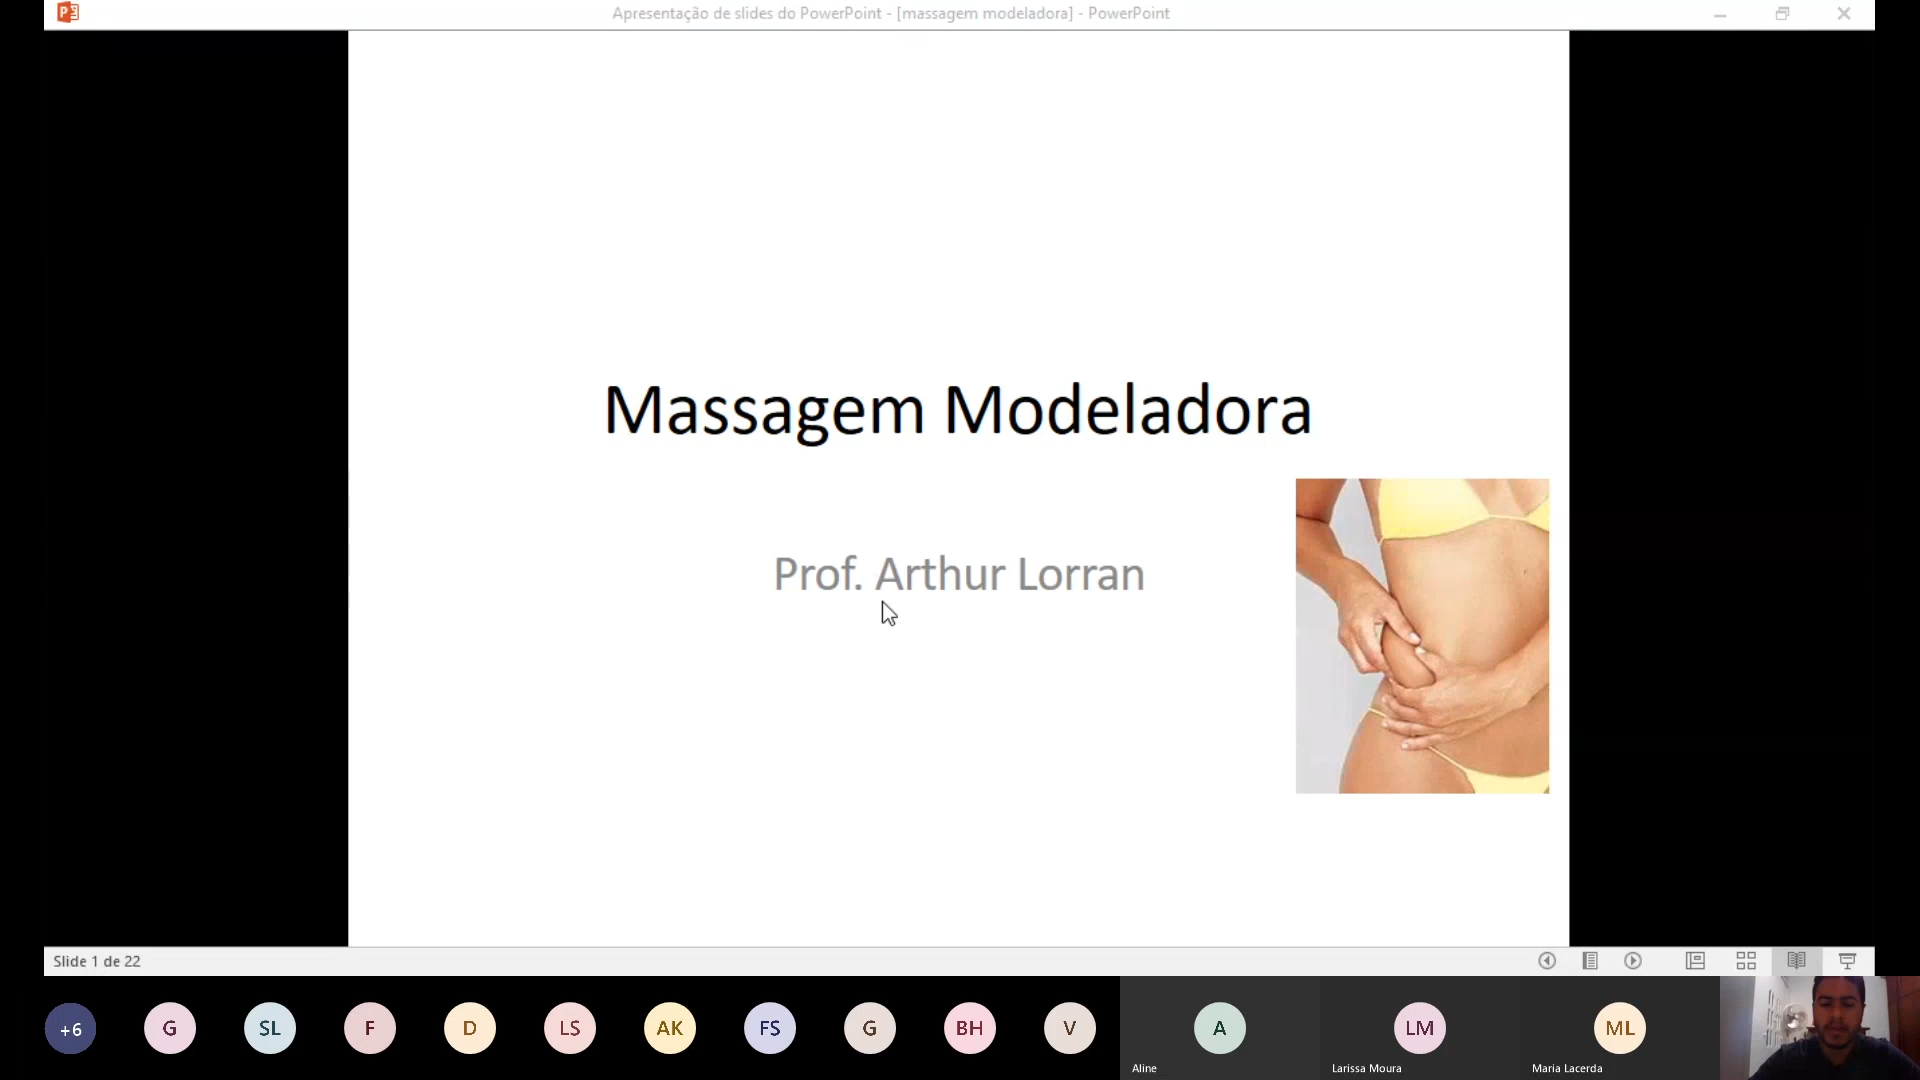 Apresentação de slides do PowerPoint - [massagem modeladora] - PowerPoint
Massagem Modeladora
Prof. Arthur Lorran
Slide 1 de 22
+6
G
SL
F
D
LS
AK
FS
G
BH
V
A
LM
ML
Aline
Larissa Moura
Maria Lacerda